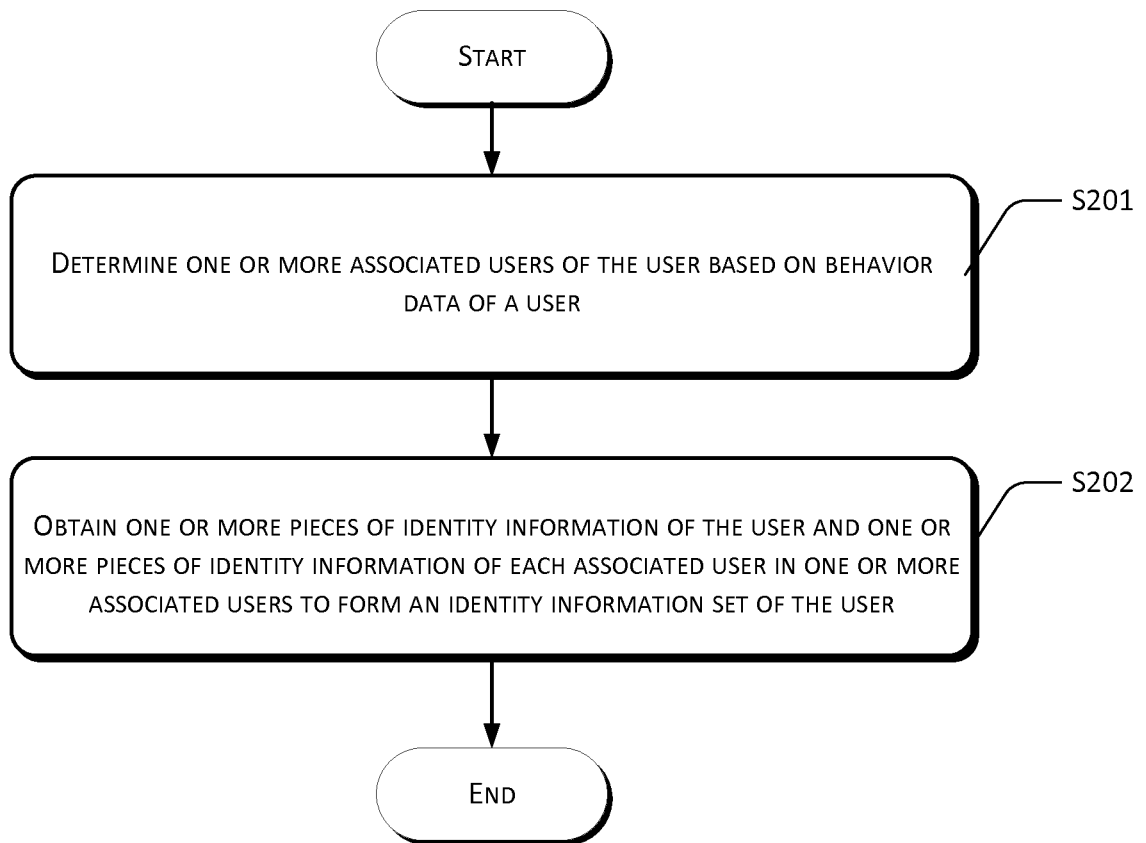 START
S201
DETERMINE ONE OR MORE ASSOCIATED USERS OF THE USER BASED ON BEHAVIOR
DATA OF A USER
S202
OBTAIN ONE OR MORE PIECES OF IDENTITY INFORMATION OF THE USER AND ONE OR
MORE PIECES OF IDENTITY INFORMATION OF EACH ASSOCIATED USER IN ONE OR MORE
ASSOCIATED USERS TO FORM AN IDENTITY INFORMATION SET OF THE USER
END